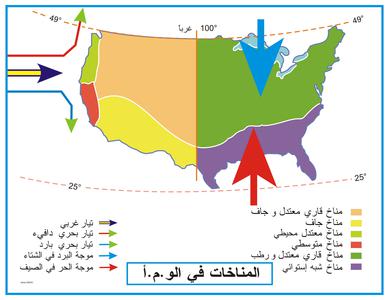 49° غرباً 100° 49°
25° 25°
مناخ قاري معتدل و جاف
مناخ جاف
مناخ معتدل محيطي
مناخ متوسطي
مناخ قاري معتدل و رطب
مناخ شبه إستوائي
تيار غربي
تيار بحري دافيء
تيار بحري بارد
موجة البرد في الشتاء
موجة الحر في الصيف
المناخات في الو.م.أ